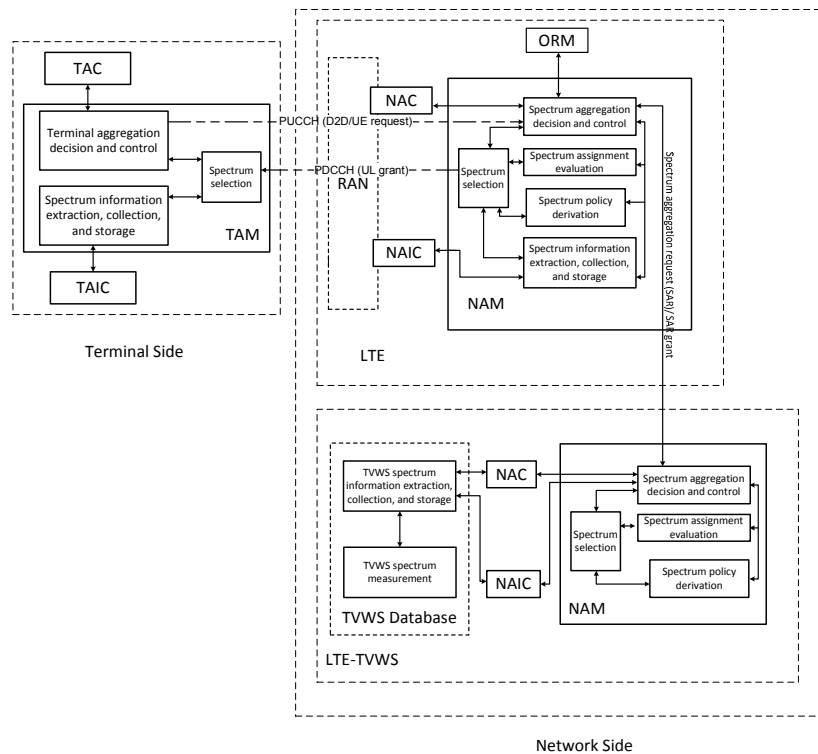 TAC
Terminal aggregation
decision and control
Spectrum
selection
Spectrum information
extraction, collection,
and storage
TAM
TAIC
Terminal Side
PUCCH (D2D/UE request)
PDCCH (UL grant)
RAN
ORM
NAC
Spectrum aggregation
decision and control
Spectrum assignment
evaluation
Spectrum
selection
Spectrum policy
derivation
NAIC
Spectrum information
extraction, collection,
and storage
NAM
LTE
Spectrum aggregation request (SAR)/ SAR
grant
TVWS spectrum
information extraction,
collection, and storage
TVWS spectrum
measurement
TVWS Database
NAC
NAIC
Spectrum aggregation
decision and control
Spectrum assignment
evaluation
Spectrum
selection
Spectrum policy
derivation
NAM
LTE-TVWS
Network Side